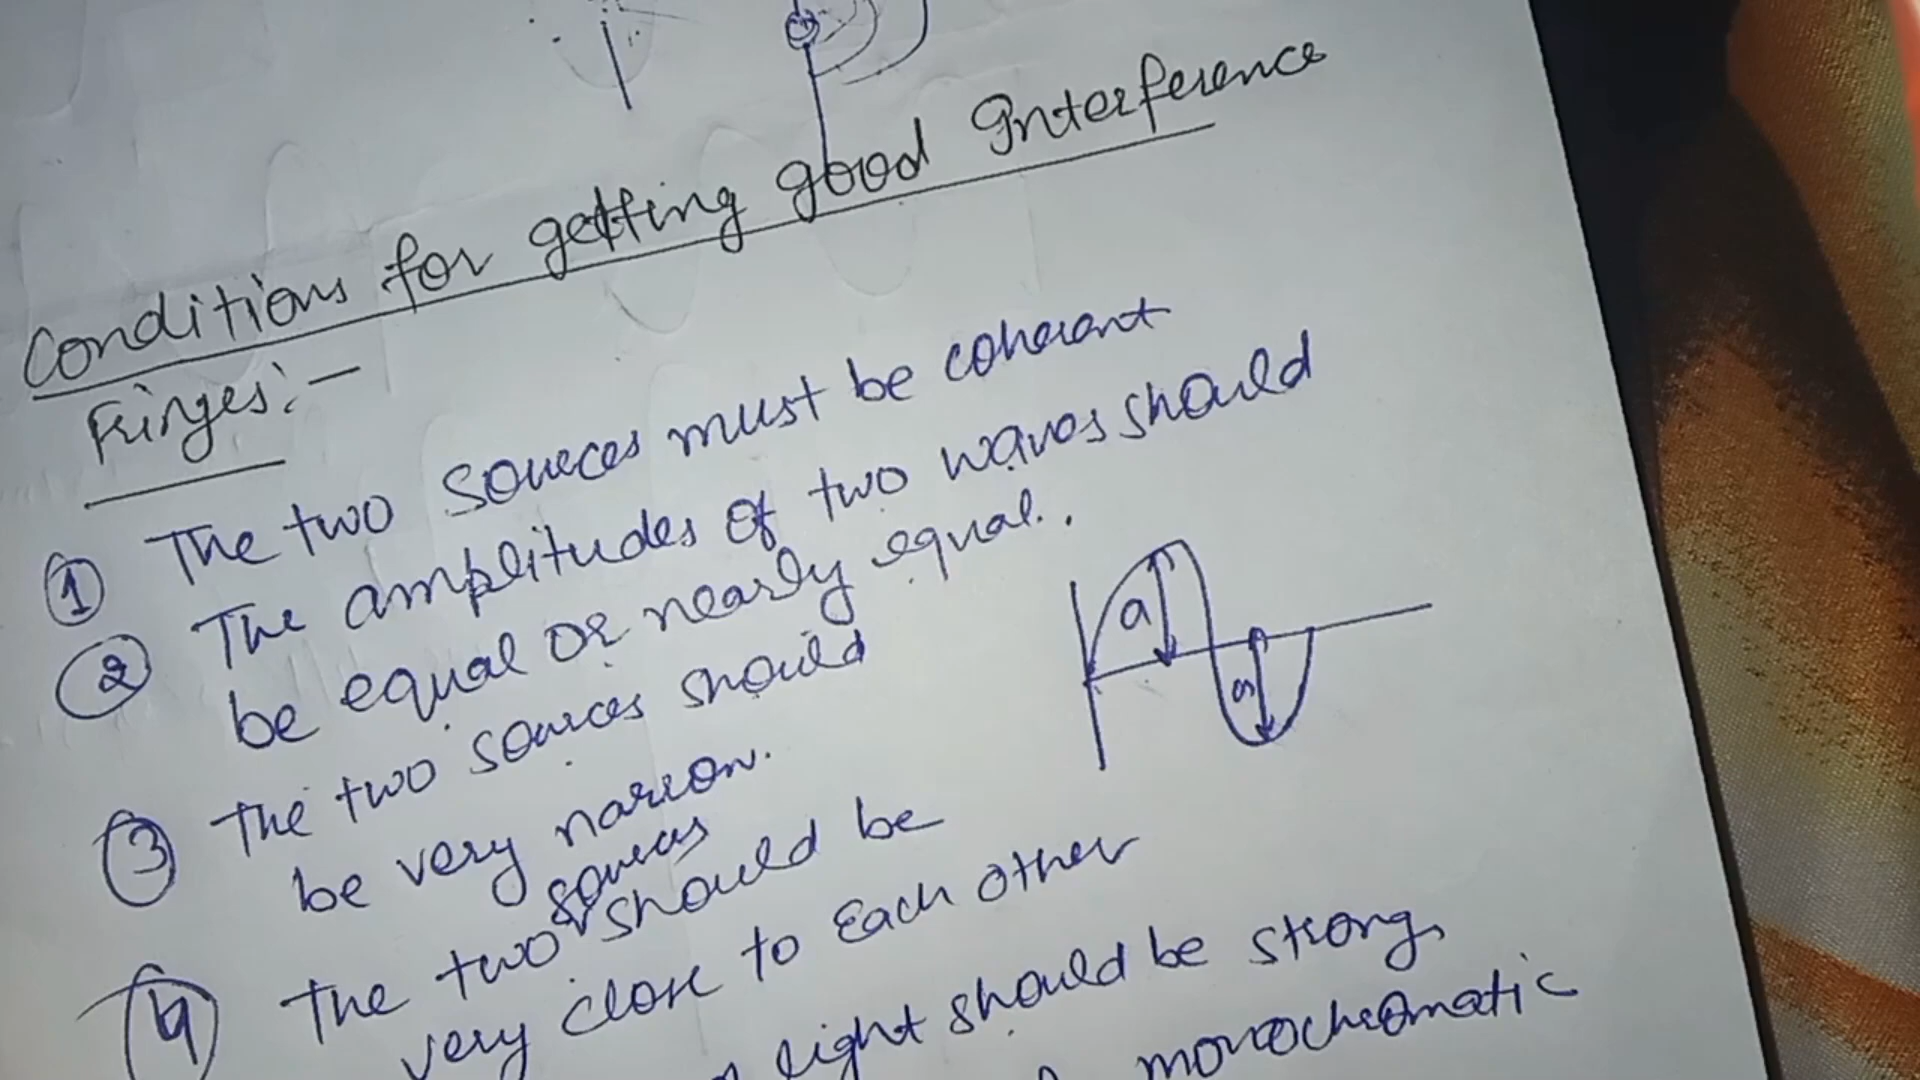 Conditions for getting good Interference
Fringes:-
① The two sources must be coherent
② The amplitudes of two waves should
be equal or nearly equal.
a
a
③ The two sources should
be very narrow.
sources
④ The two should be
very close to Each other
light should be strong,
monochromatic